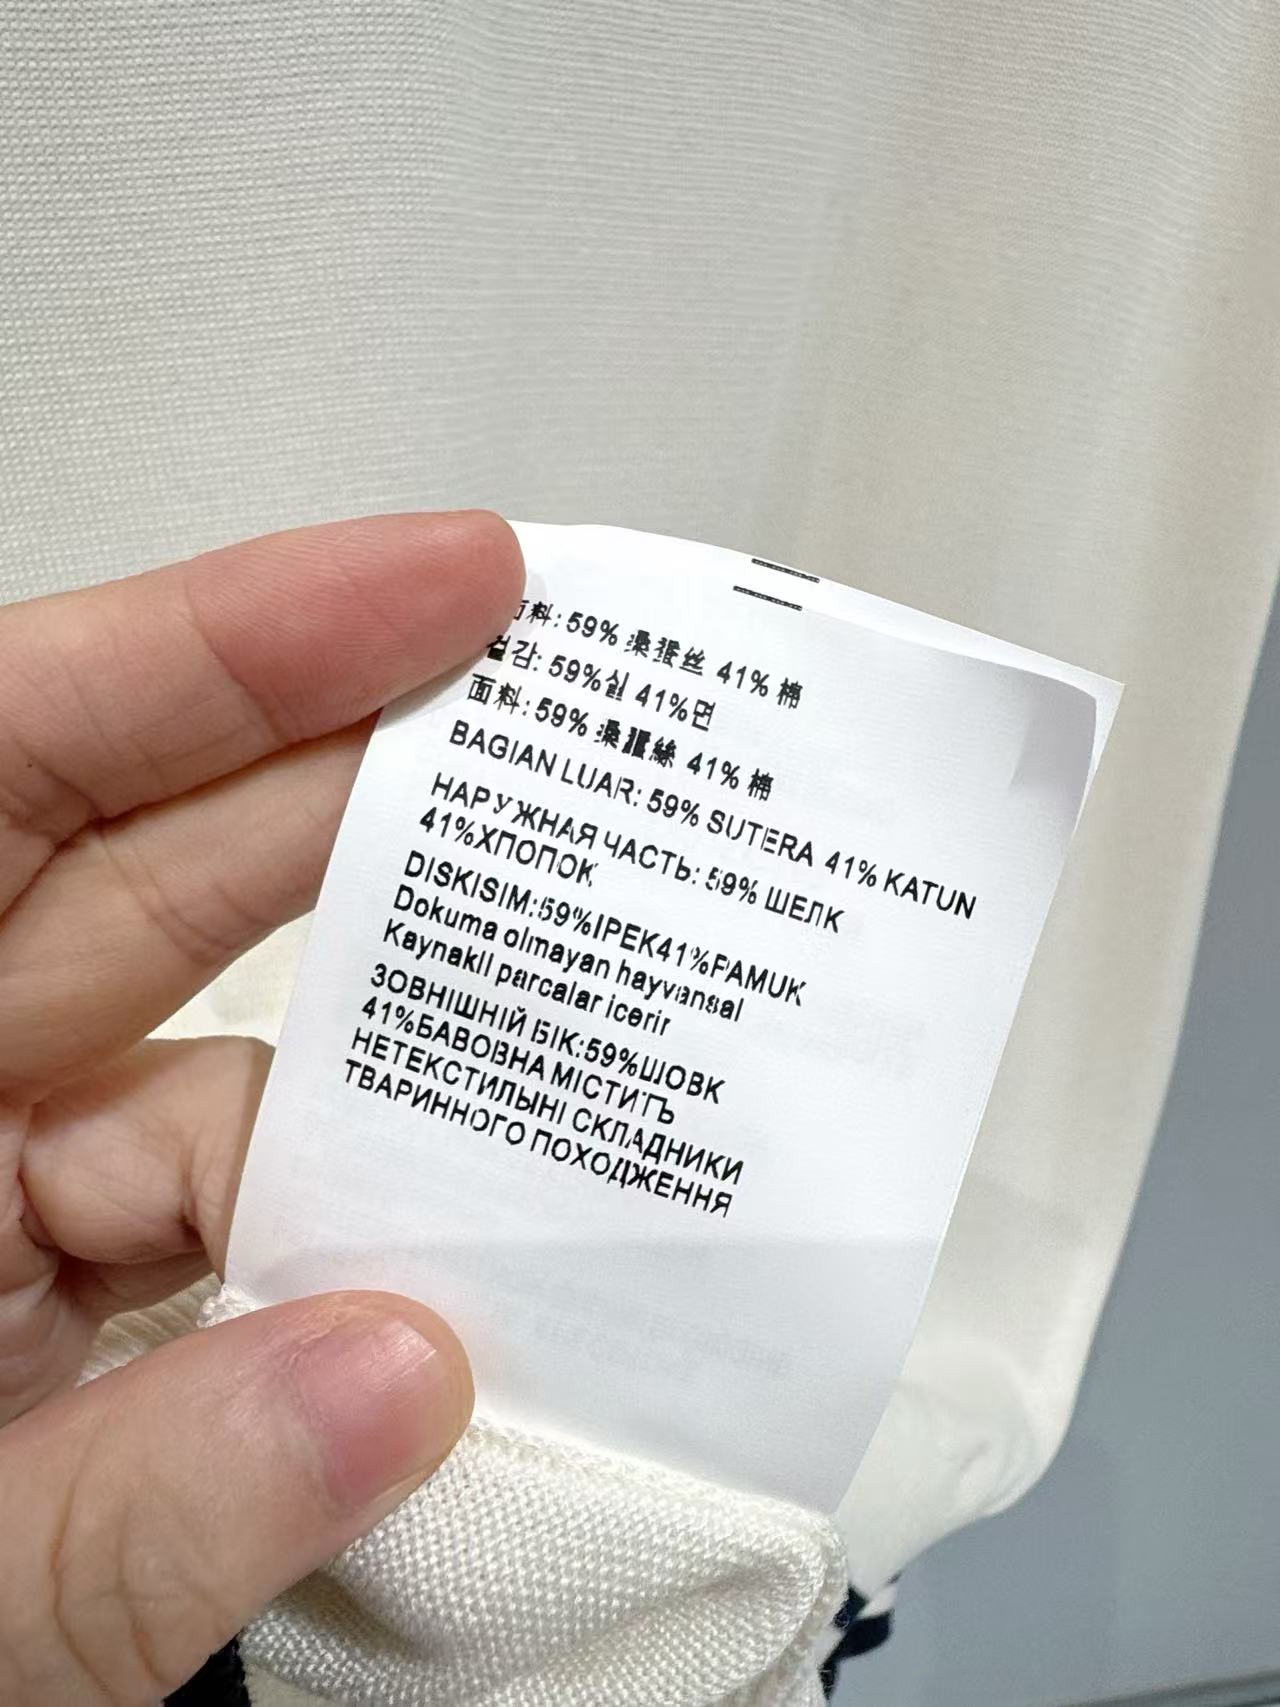 面料: 59% 桑蚕丝 41% 棉
겉감: 59%실 41%면
面料: 59% 桑蠶絲 41% 棉
BAGIAN LUAR: 59% SUTERA 41% KATUN
НАРУЖНАЯ ЧАСТЬ: 59% ШЕЛК
41%ХПОПОК
DISKISIM:59%IPEK41%PAMUK
Dokuma olmayan hayvansal
Kaynakli parcalar icerir
ЗОВНІШНІЙ БІК:59%ШОВК
41%БАВОВНА МІСТИТЬ
НЕТЕКСТИЛЬНІ СКЛАДНИКИ
ТВАРИННОГО ПОХОДЖЕННЯ